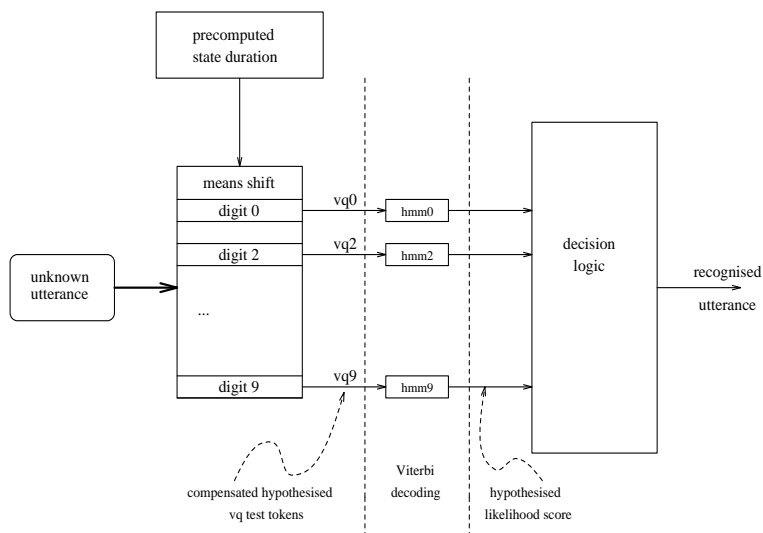 precomputed
state duration
means shift
digit 0
vq0
hmm0
digit 2
vq2
hmm2
decision
logic
unknown
utterance
recognised
utterance
...
digit 9
vq9
hmm9
Viterbi
decoding
compensated hypothesised
vq test tokens
hypothesised
likelihood score